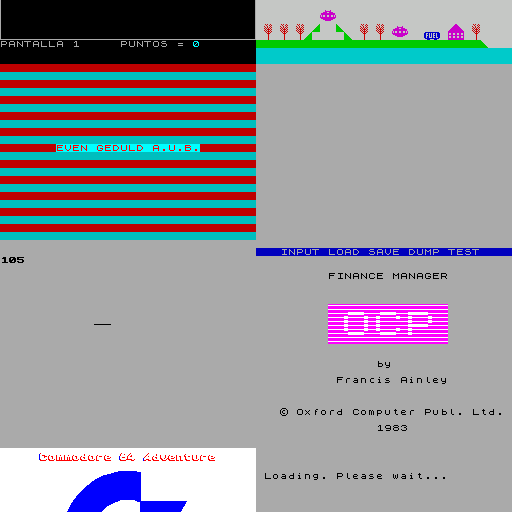 PANTALLA 1 PUNTOS = 0
EVEN GEDULD A.U.B.
FUEL
105
Commodore 64 Adventure
INPUT LOAD SAVE DUMP TEST
FINANCE MANAGER
OCP
by
Francis Ainley
© Oxford Computer Publ. Ltd.
1983
Loading. Please wait...